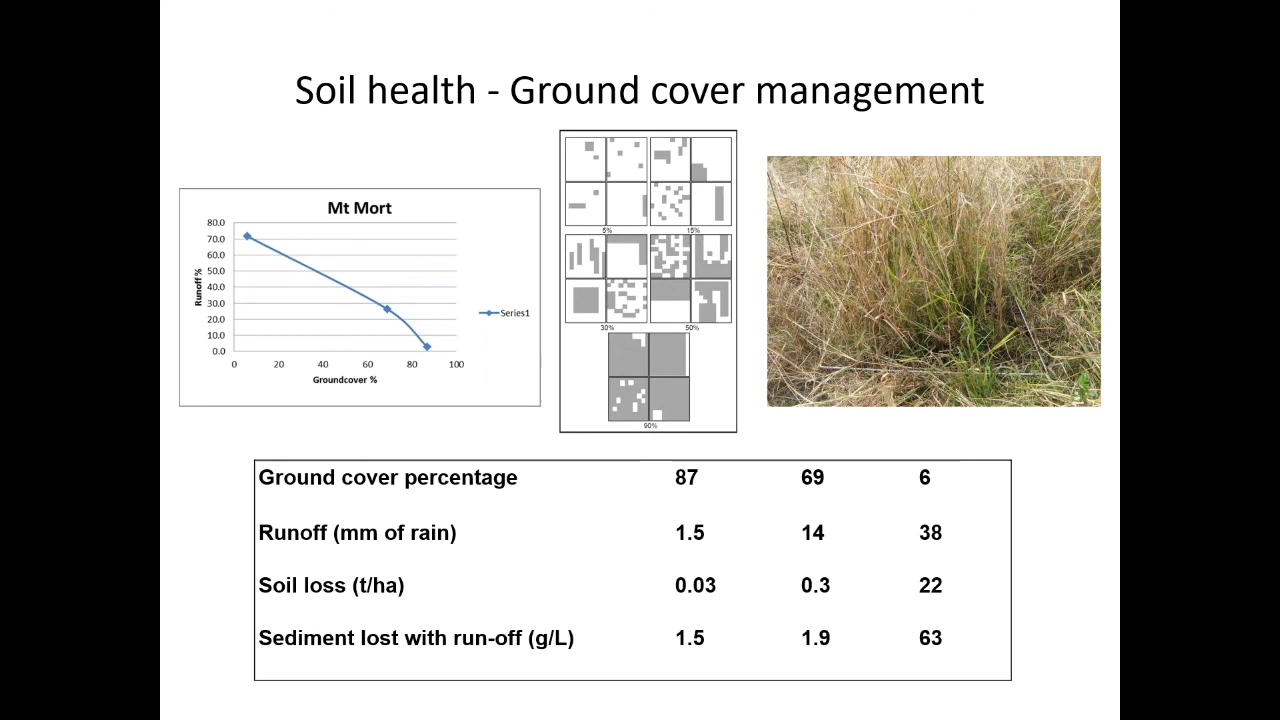 Soil health - Ground cover management
Mt Mort
80.0
70.0
60.0
50.0
40.0
30.0
20.0
10.0
0.0
Runoff %
0 20 40 60 80 100
Groundcover %
Series1
5% 15%
30% 50%
90%
Ground cover percentage 87 69 6
Runoff (mm of rain) 1.5 14 38
Soil loss (t/ha) 0.03 0.3 22
Sediment lost with run-off (g/L) 1.5 1.9 63